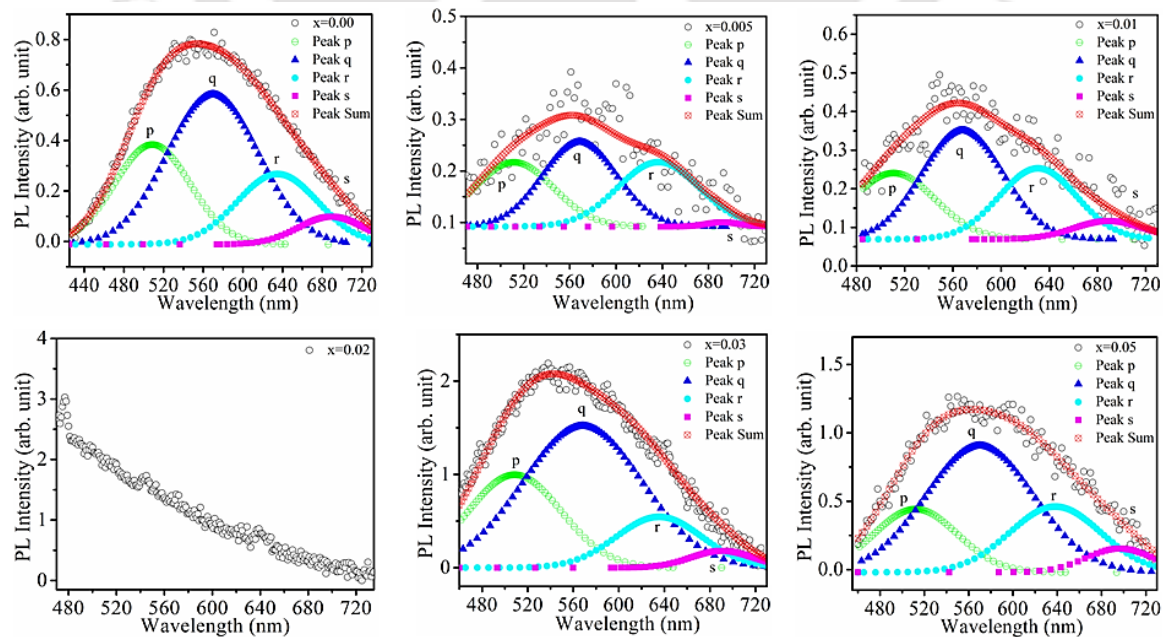 x=0.00
Peak p
Peak q
Peak r
Peak s
Peak Sum
p
q
r
s
0.8
0.6
0.4
0.2
0.0
PL Intensity (arb. unit)
440 480 520 560 600 640 680 720
Wavelength (nm)
x=0.005
Peak p
Peak q
Peak r
Peak s
Peak Sum
p
q
r
s
0.5
0.4
0.3
0.2
0.1
PL Intensity (arb. unit)
480 520 560 600 640 680 720
Wavelength (nm)
x=0.01
Peak p
Peak q
Peak r
Peak s
Peak Sum
p
q
r
s
0.6
0.5
0.4
0.3
0.2
0.1
0.0
PL Intensity (arb. unit)
480 520 560 600 640 680 720
Wavelength (nm)
x=0.02
4
3
2
1
0
PL Intensity (arb. unit)
480 520 560 600 640 680 720
Wavelength (nm)
x=0.03
Peak p
Peak q
Peak r
Peak s
Peak Sum
p
q
r
s
2
1
0
PL Intensity (arb. unit)
480 520 560 600 640 680 720
Wavelength (nm)
x=0.05
Peak p
Peak q
Peak r
Peak s
Peak Sum
p
q
r
s
1.5
1.0
0.5
0.0
PL Intensity (arb. unit)
480 520 560 600 640 680 720
Wavelength (nm)